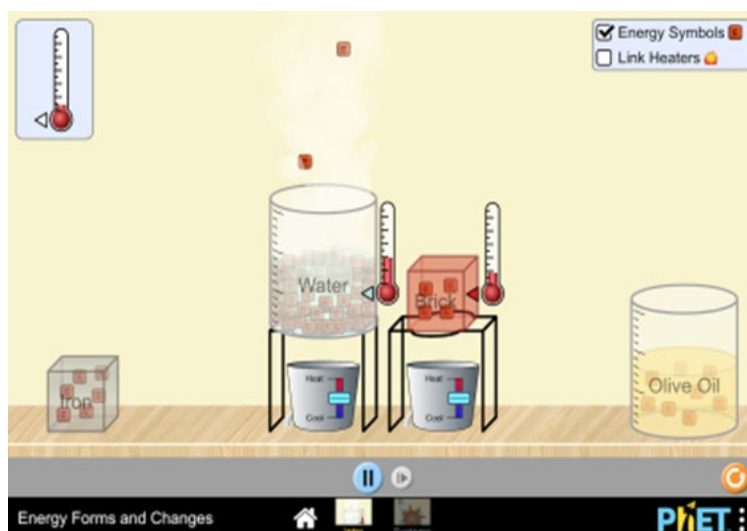 Energy Symbols
Link Heaters
Water
Brick
Iron
Olive Oil
Heat
Cool
Heat
Cool
Energy Forms and Changes
PhET